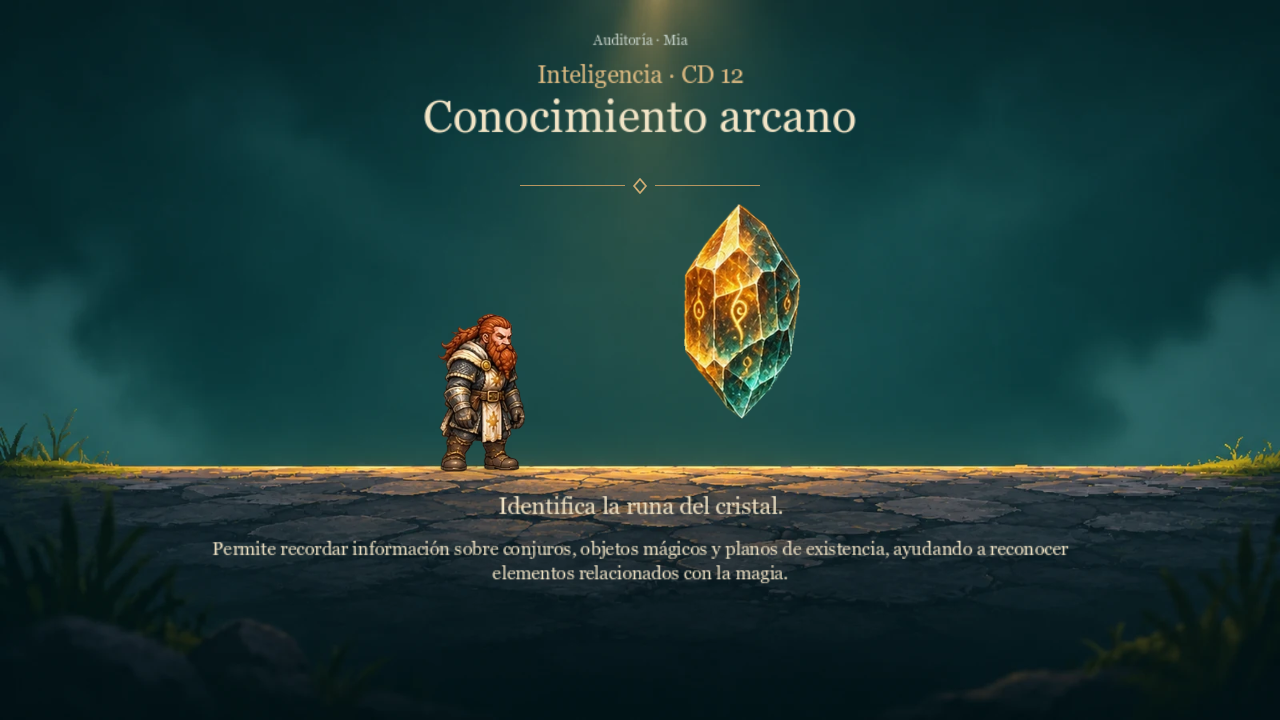 Auditoría · Mia
Inteligencia · CD 12
Conocimiento arcano
Identifica la runa del cristal.
Permite recordar información sobre conjuros, objetos mágicos y planos de existencia, ayudando a reconocer
elementos relacionados con la magia.